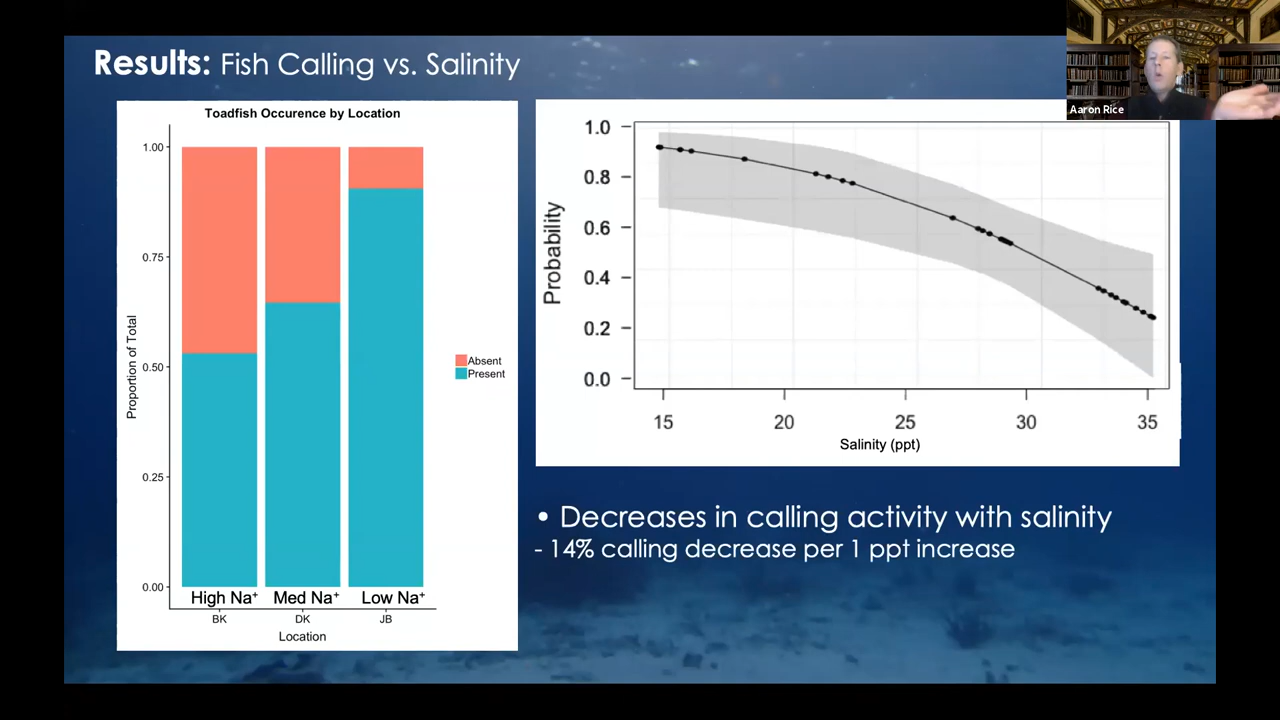 Results: Fish Calling vs. Salinity
Aaron Rice
Toadfish Occurence by Location
1.00
0.75
0.50
0.25
0.00
Proportion of Total
High Na⁺ Med Na⁺ Low Na⁺
BK DK JB
Location
Absent
Present
1.0
0.8
0.6
0.4
0.2
0.0
Probability
15 20 25 30 35
Salinity (ppt)
• Decreases in calling activity with salinity
- 14% calling decrease per 1 ppt increase